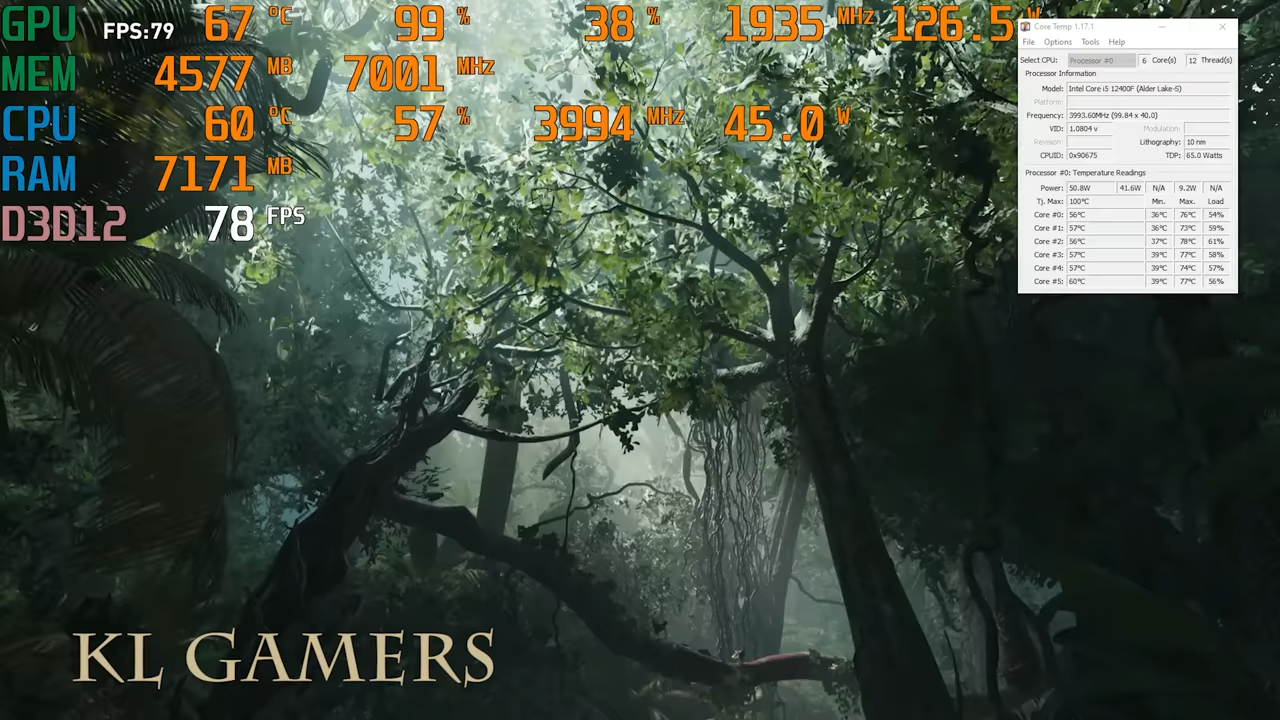 GPU FPS:79 67 °C 99 % 38 % 1935 MHz 126.5 W
MEM 4577 MB 7001 MHz
CPU 60 °C 57 % 3994 MHz 45.0 W
RAM 7171 MB
D3D12 78 FPS
Core Temp 1.17.1
File Options Tools Help
Select CPU: Processor #0 6 Core(s) 12 Thread(s)
Processor Information
Model: Intel Core i5 12400F (Alder Lake-S)
Platform:
Frequency: 3993.60MHz (99.84 x 40.0)
VID: 1.0804 v Modulation:
Revision: Lithography: 10 nm
CPUID: 0x90675 TDP: 65.0 Watts
Processor #0: Temperature Readings
Power: 50.8W 41.6W N/A 9.2W N/A
Tj. Max: 100°C Min. Max. Load
Core #0: 56°C 36°C 76°C 54%
Core #1: 57°C 36°C 73°C 59%
Core #2: 56°C 37°C 78°C 61%
Core #3: 57°C 39°C 77°C 58%
Core #4: 57°C 39°C 74°C 57%
Core #5: 60°C 39°C 77°C 56%
KL GAMERS